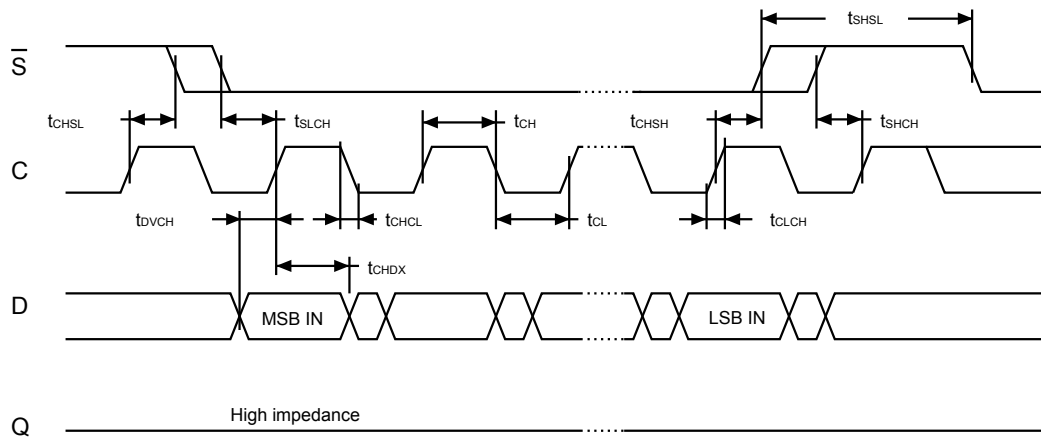 tSHSL
S̅
tCHSL
tSLCH
tCH
tCHSH
tSHCH
C
tDVCH
tCHCL
tCL
tCLCH
tCHDX
D
MSB IN
LSB IN
High impedance
Q